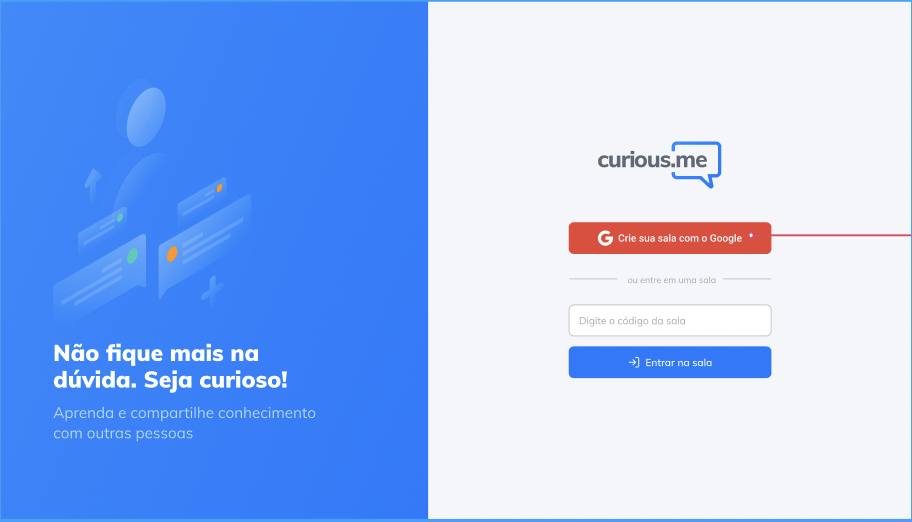 Não fique mais na
dúvida. Seja curioso!
Aprenda e compartilhe conhecimento
com outras pessoas
curious.me
Crie sua sala com o Google
ou entre em uma sala
Digite o código da sala
Entrar na sala